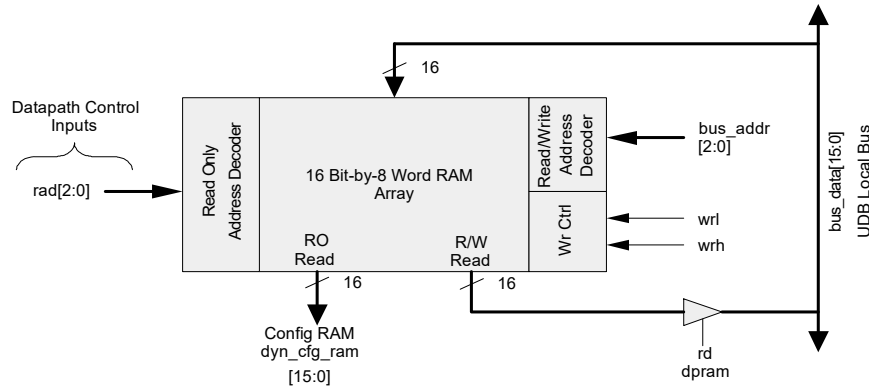 16
Datapath Control
Inputs
rad[2:0]
Read Only
Address Decoder
16 Bit-by-8 Word RAM
Array
Read/Write
Address
Decoder
bus_addr
[2:0]
Wr Ctrl
wrl
wrh
RO
Read
R/W
Read
16
16
Config RAM
dyn_cfg_ram
[15:0]
rd
dpram
bus_data[15:0]
UDB Local Bus